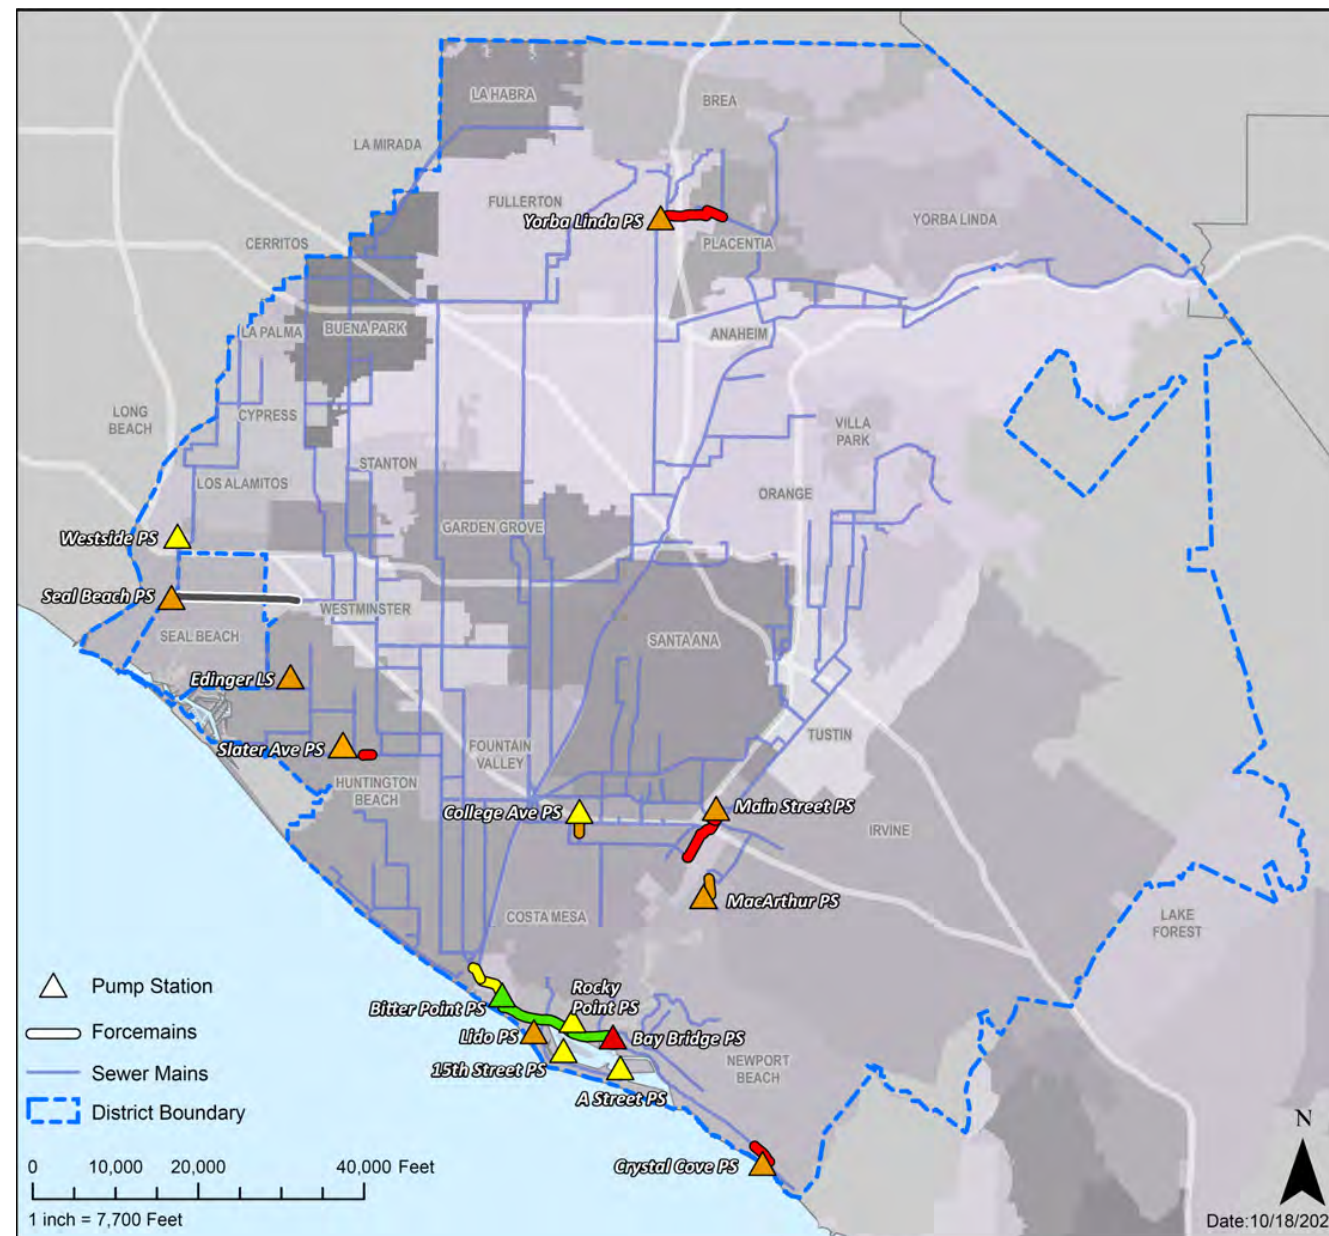 LA HABRA
BREA
LA MIRADA
FULLERTON
Yorba Linda PS
YORBA LINDA
CERRITOS
PLACENTIA
LA PALMA
BUENA PARK
ANAHEIM
LONG
BEACH
CYPRESS
VILLA
PARK
STANTON
LOS ALAMITOS
ORANGE
GARDEN GROVE
Westside PS
Seal Beach PS
WESTMINSTER
SEAL BEACH
SANTA ANA
Edinger LS
TUSTIN
Slater Ave PS
FOUNTAIN
VALLEY
HUNTINGTON
BEACH
College Ave PS
Main Street PS
IRVINE
MacArthur PS
COSTA MESA
LAKE
FOREST
Pump Station
Rocky
Point PS
Bitter Point PS
Forcemains
Lido PS
Bay Bridge PS
Sewer Mains
15th Street PS
NEWPORT
BEACH
District Boundary
A Street PS
N
0 10,000 20,000 40,000 Feet
Crystal Cove PS
1 inch = 7,700 Feet
Date:10/18/202